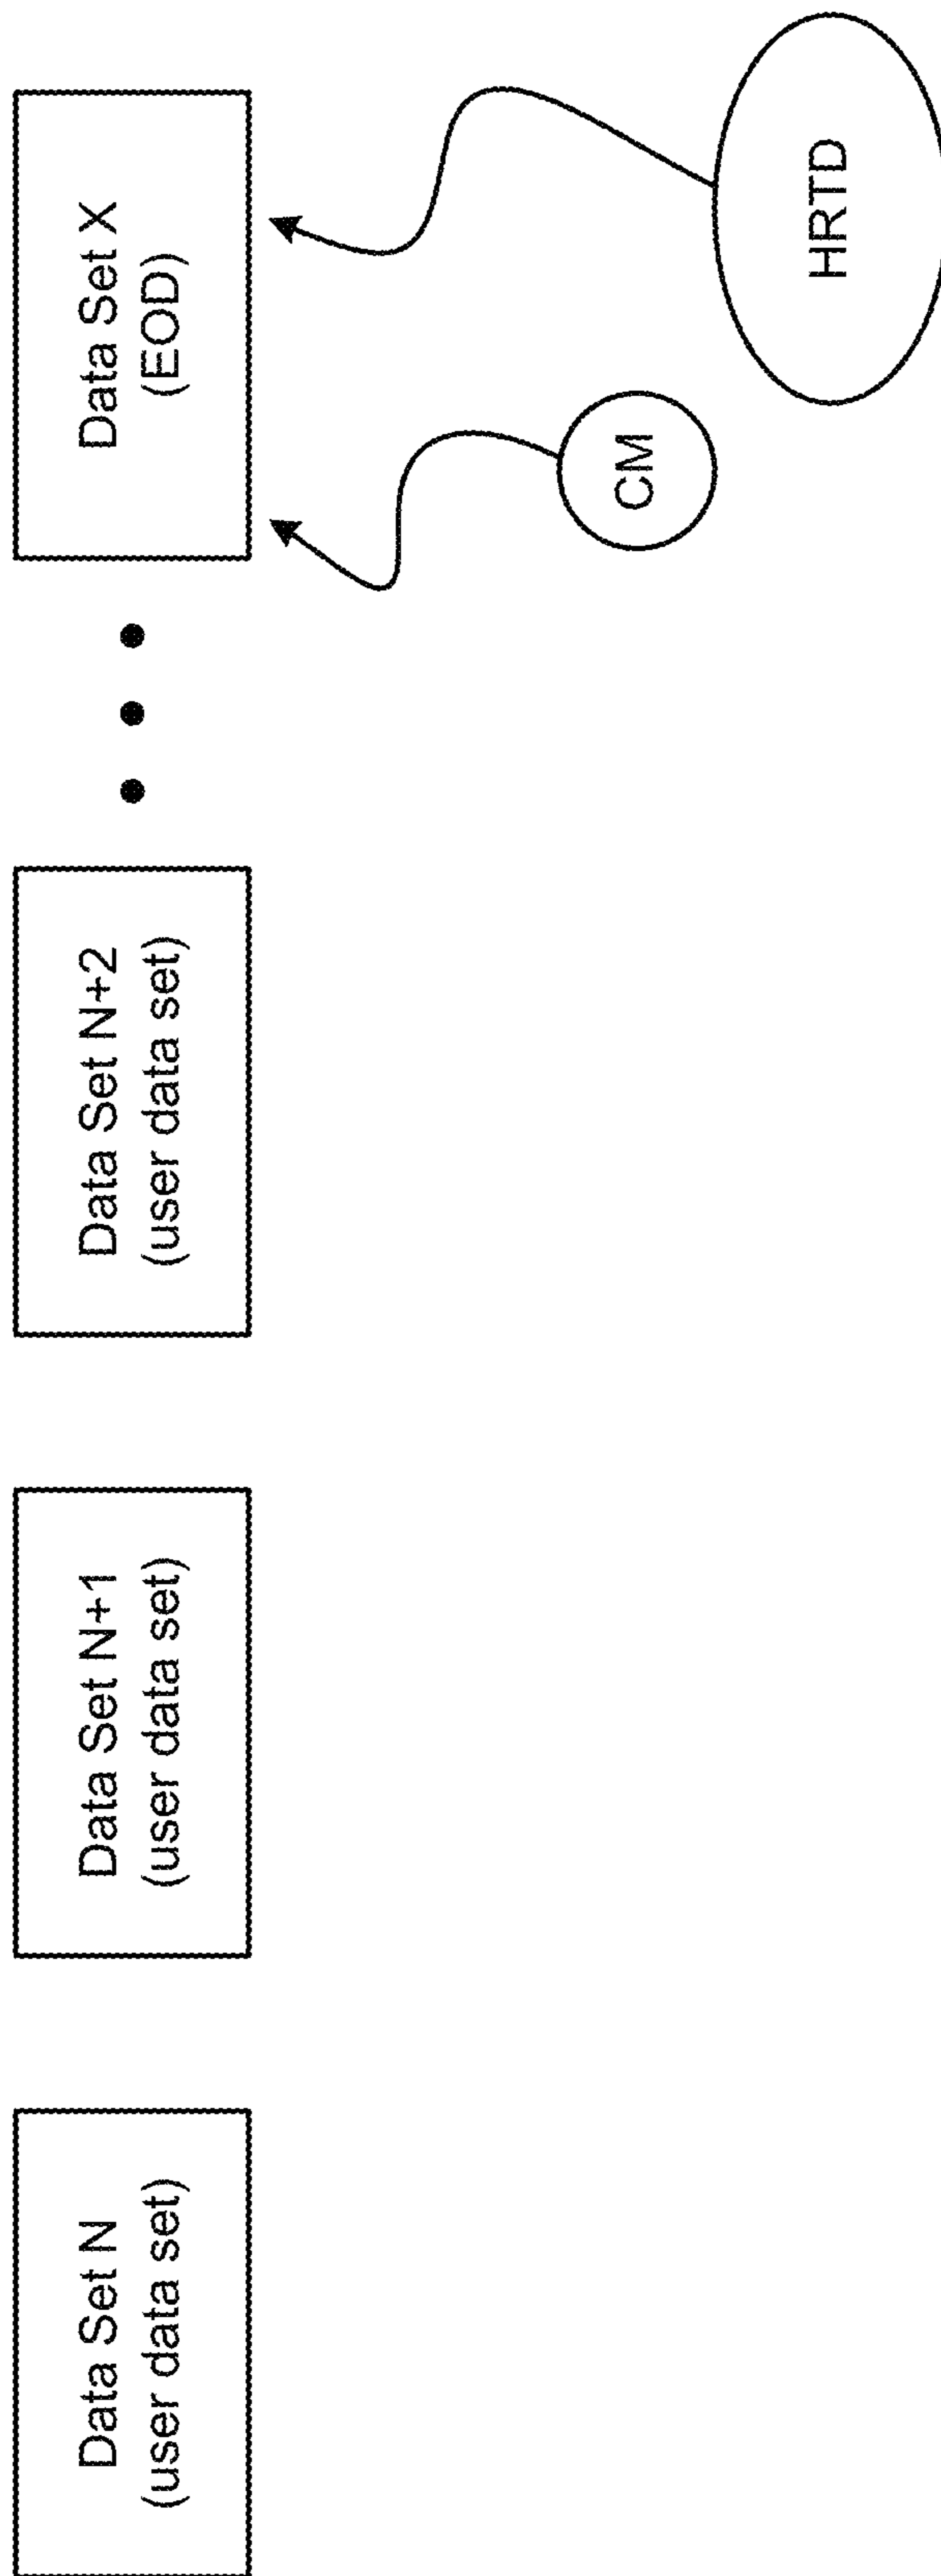 Data Set N
(user data set)
Data Set N+1
(user data set)
Data Set N+2
(user data set)
Data Set X
(EOD)
CM
HRTD